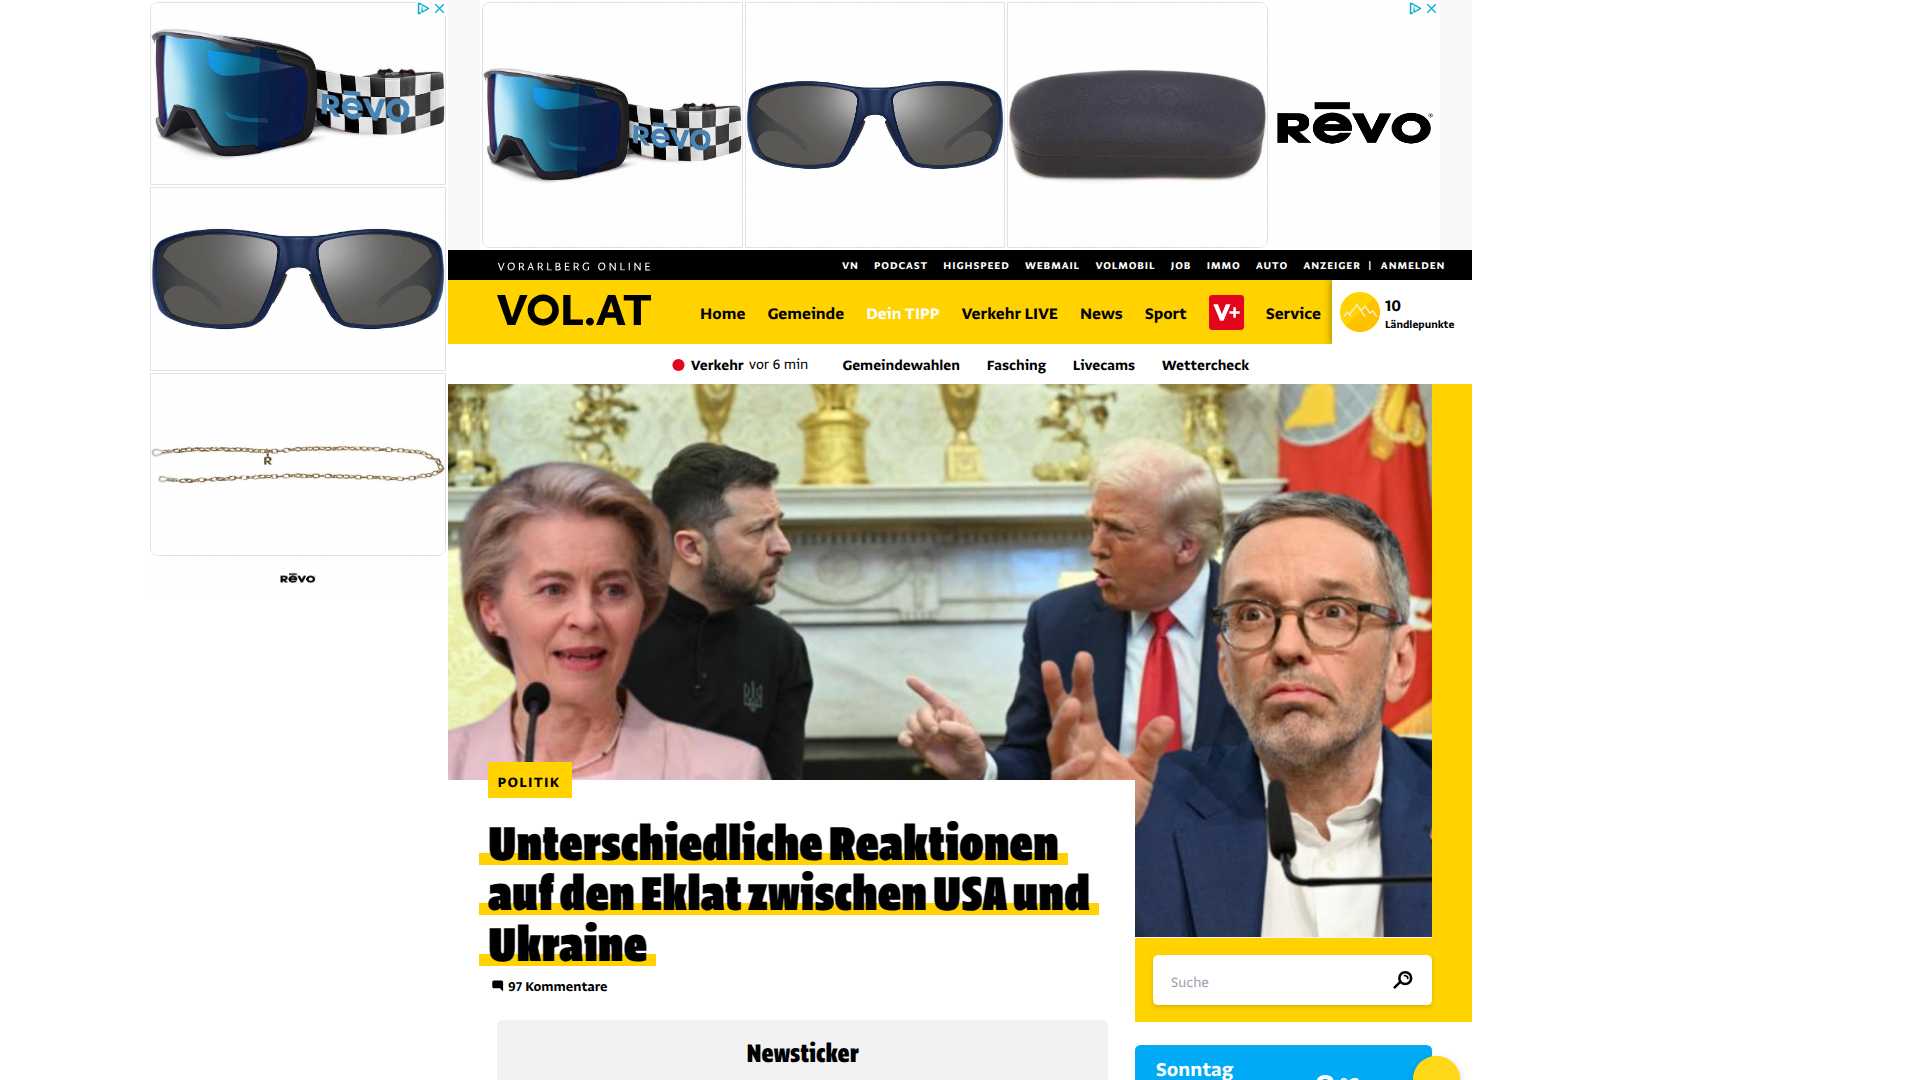 Rēvo
Rēvo
Rēvo
R
Rēvo
VORARLBERG ONLINE
VN PODCAST HIGHSPEED WEBMAIL VOLMOBIL JOB IMMO AUTO ANZEIGER | ANMELDEN
VOL.AT
Home Gemeinde Dein TIPP Verkehr LIVE News Sport V+ Service
10
Ländlepunkte
Verkehr vor 6 min Gemeindewahlen Fasching Livecams Wettercheck
POLITIK
Unterschiedliche Reaktionen
auf den Eklat zwischen USA und
Ukraine
97 Kommentare
Suche
Newsticker
Sonntag